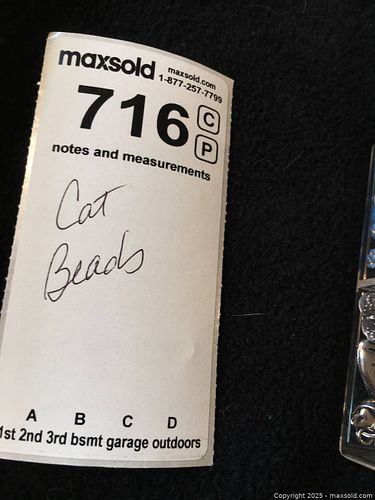 maxsold
maxsold.com
1-877-257-7799
716
C
P
notes and measurements
Cat
Beads
A B C D
1st 2nd 3rd bsmt garage outdoors
Copyright 2025 - maxsold.com